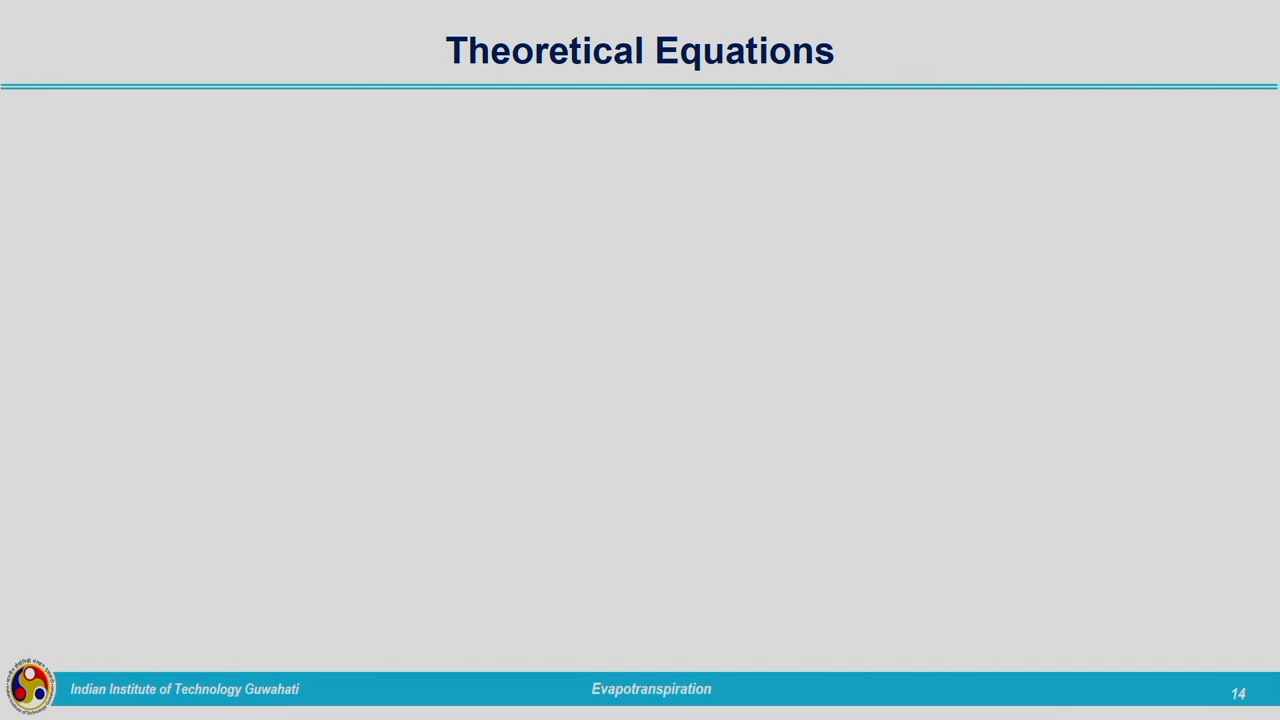 Theoretical Equations
Indian Institute of Technology Guwahati
Evapotranspiration
14